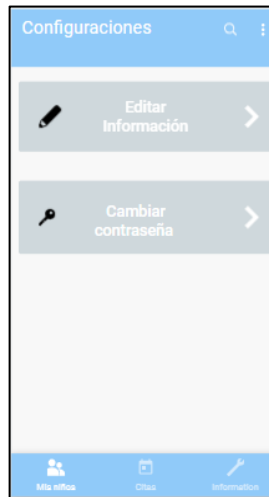 Configuraciones
Editar
Información
Cambiar
contraseña
Mis niños
Citas
Information